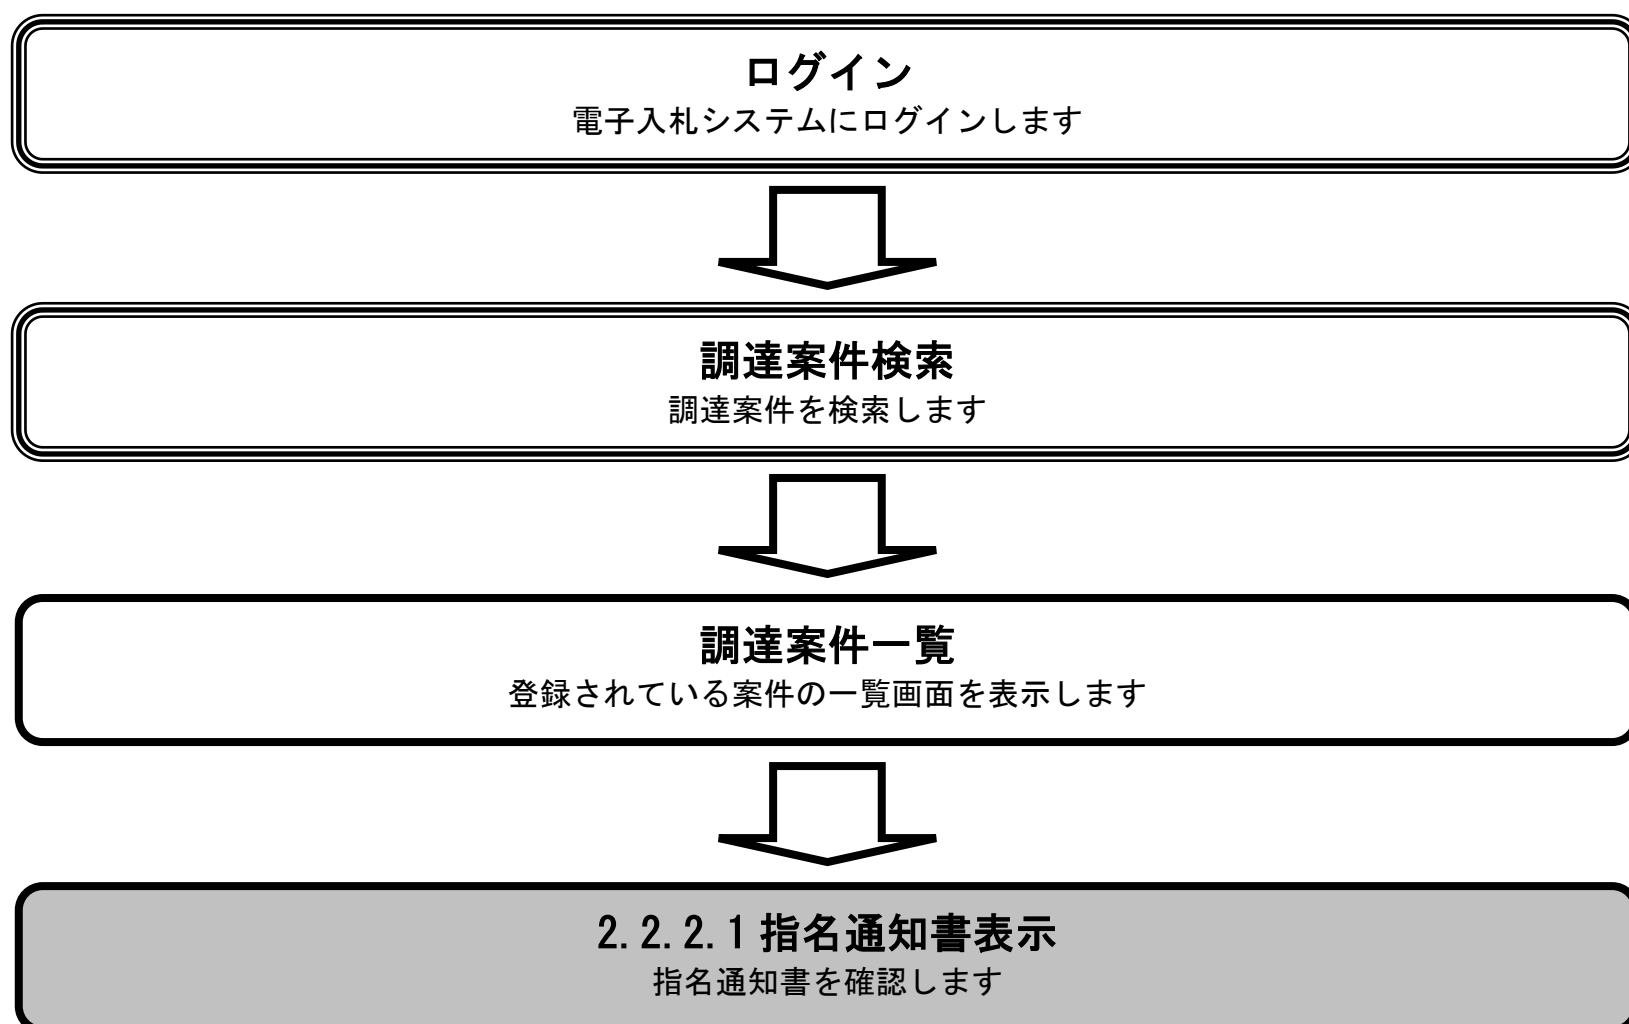 ログイン
電子入札システムにログインします
調達案件検索
調達案件を検索します
調達案件一覧
登録されている案件の一覧画面を表示します
2.2.2.1指名通知書表示
指名通知書を確認します